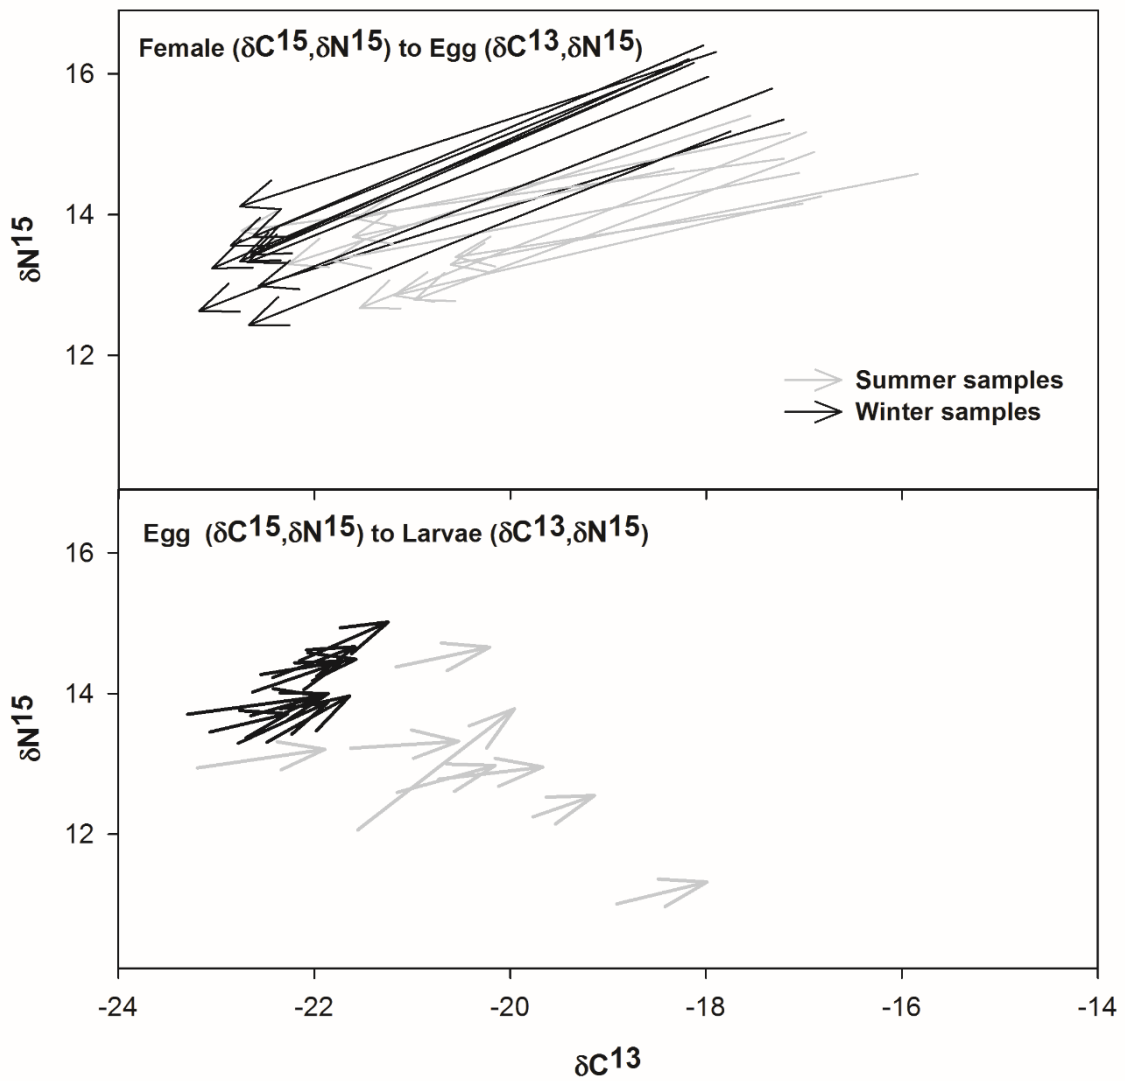 Female (δC15,δN15) to Egg (δC13,δN15)
16
14
12
δN15
Summer samples
Winter samples
Egg (δC15,δN15) to Larvae (δC13,δN15)
16
14
12
δN15
-24 -22 -20 -18 -16 -14
δC13